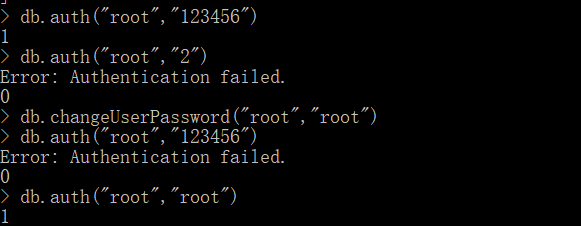 > db.auth("root","123456")
1
> db.auth("root","2")
Error: Authentication failed.
0
> db.changeUserPassword("root","root")
> db.auth("root","123456")
Error: Authentication failed.
0
> db.auth("root","root")
1